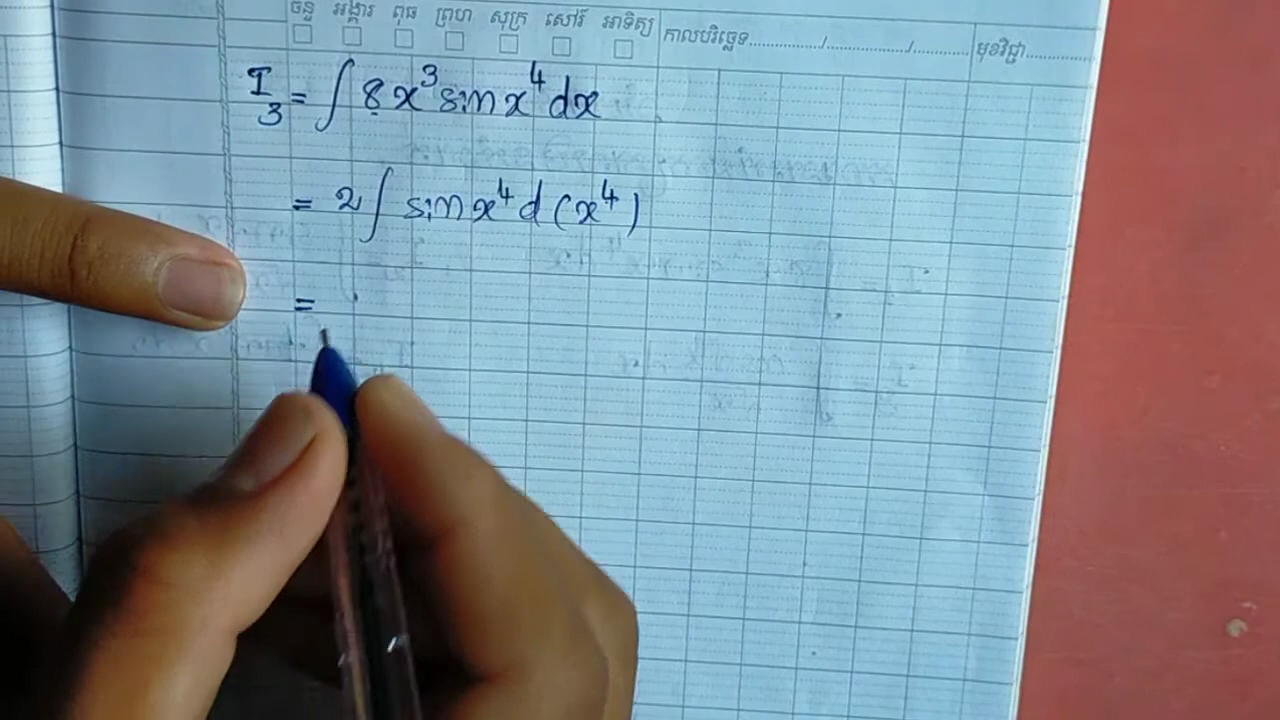 ចន្ទ អង្គារ ពុធ ព្រហ សុក្រ សៅរ៍ អាទិត្យ កាលបរិច្ឆេទ................/................/............ មុខវិជ្ជា............
I₃ = ∫ 8x³ sin x⁴ dx
= 2 ∫ sin x⁴ d (x⁴)
=